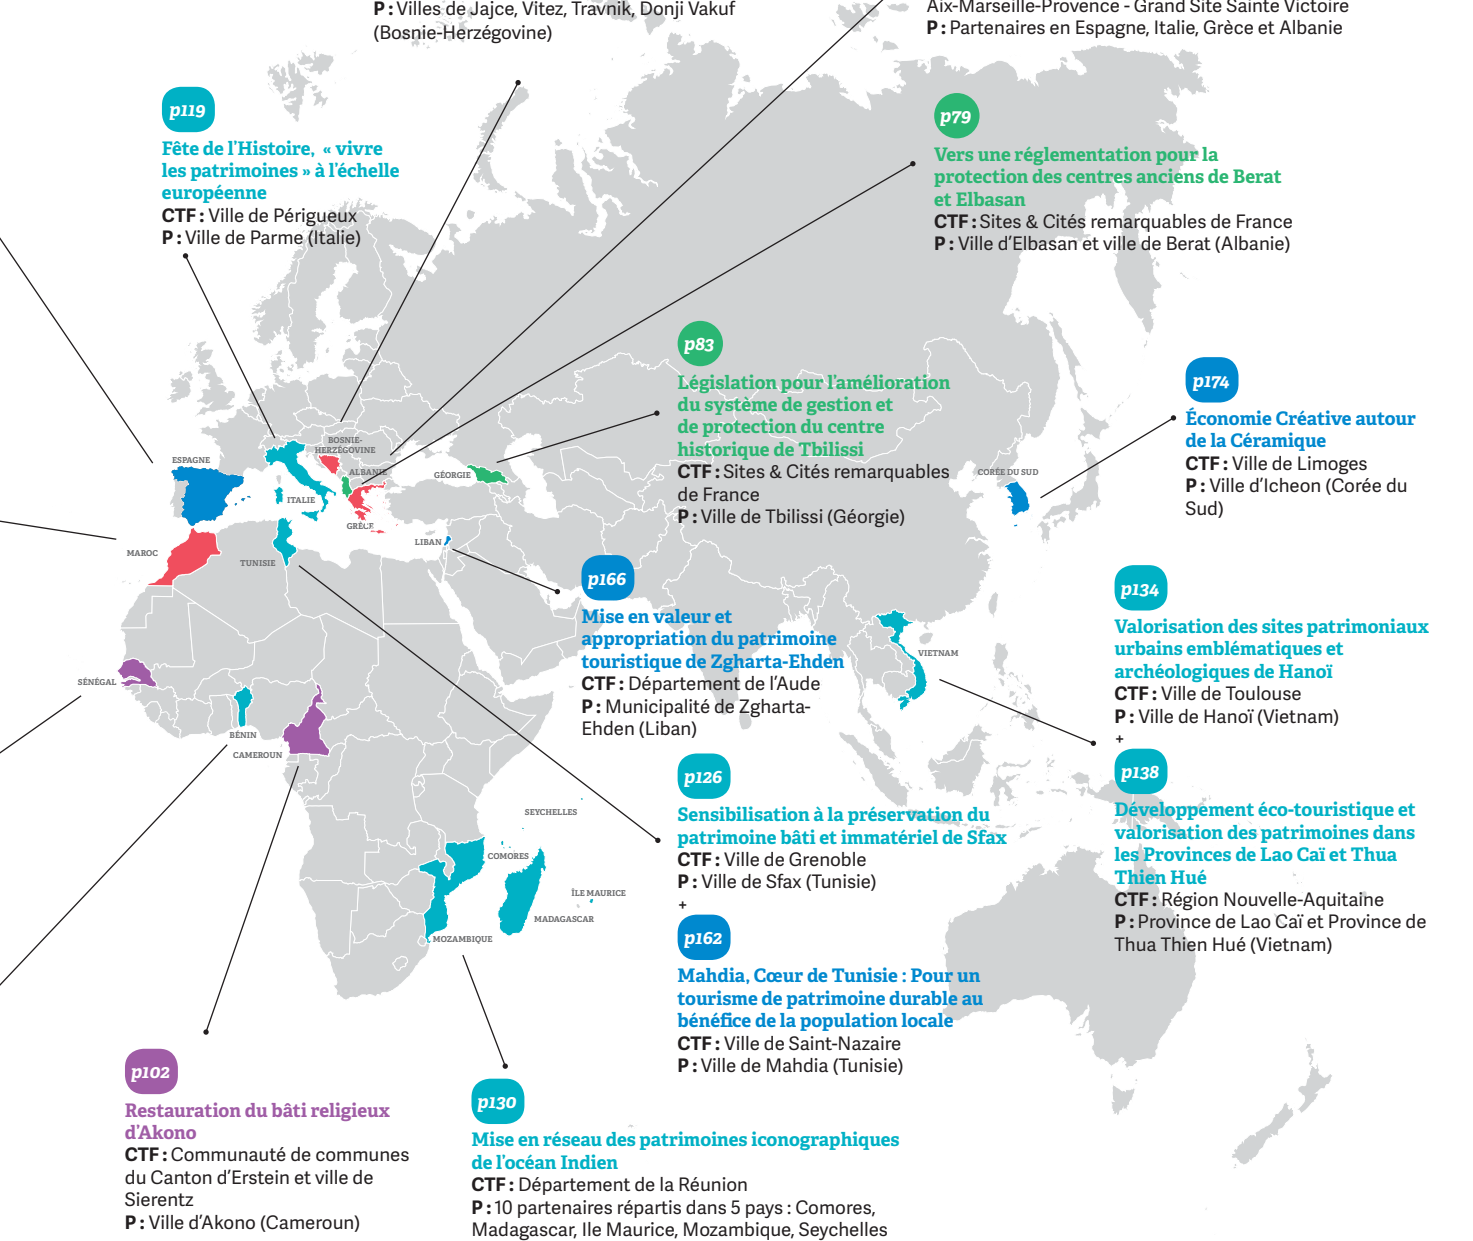 P : Villes de Jajce, Vitez, Travnik, Donji Vakuf
(Bosnie-Herzégovine)
Aix-Marseille-Provence - Grand Site Sainte Victoire
P : Partenaires en Espagne, Italie, Grèce et Albanie
p119
Fête de l'Histoire, « vivre
les patrimoines » à l'échelle
européenne
CTF : Ville de Périgueux
P : Ville de Parme (Italie)
p79
Vers une réglementation pour la
protection des centres anciens de Berat
et Elbasan
CTF : Sites & Cités remarquables de France
P : Ville d'Elbasan et ville de Berat (Albanie)
p83
Législation pour l'amélioration
du système de gestion et
de protection du centre
historique de Tbilissi
CTF : Sites & Cités remarquables
de France
P : Ville de Tbilissi (Géorgie)
p174
Économie Créative autour
de la Céramique
CTF : Ville de Limoges
P : Ville d'Icheon (Corée du
Sud)
BOSNIE-
HERZÉGOVINE
ESPAGNE
ALBANIE
GÉORGIE
CORÉE DU SUD
ITALIE
GRÈCE
LIBAN
MAROC
TUNISIE
p166
Mise en valeur et
appropriation du patrimoine
touristique de Zgharta-Ehden
CTF : Département de l'Aude
P : Municipalité de Zgharta-
Ehden (Liban)
p134
Valorisation des sites patrimoniaux
urbains emblématiques et
archéologiques de Hanoï
CTF : Ville de Toulouse
P : Ville de Hanoï (Vietnam)
+
p138
Développement éco-touristique et
valorisation des patrimoines dans
les Provinces de Lao Caï et Thua
Thien Hué
CTF : Région Nouvelle-Aquitaine
P : Province de Lao Caï et Province de
Thua Thien Hué (Vietnam)
VIETNAM
SÉNÉGAL
BÉNIN
CAMEROUN
p126
Sensibilisation à la préservation du
patrimoine bâti et immatériel de Sfax
CTF : Ville de Grenoble
P : Ville de Sfax (Tunisie)
+
p162
Mahdia, Cœur de Tunisie : Pour un
tourisme de patrimoine durable au
bénéfice de la population locale
CTF : Ville de Saint-Nazaire
P : Ville de Mahdia (Tunisie)
SEYCHELLES
COMORES
ÎLE MAURICE
MADAGASCAR
MOZAMBIQUE
p102
Restauration du bâti religieux
d'Akono
CTF : Communauté de communes
du Canton d'Erstein et ville de
Sierentz
P : Ville d'Akono (Cameroun)
p130
Mise en réseau des patrimoines iconographiques
de l'océan Indien
CTF : Département de la Réunion
P : 10 partenaires répartis dans 5 pays : Comores,
Madagascar, Ile Maurice, Mozambique, Seychelles